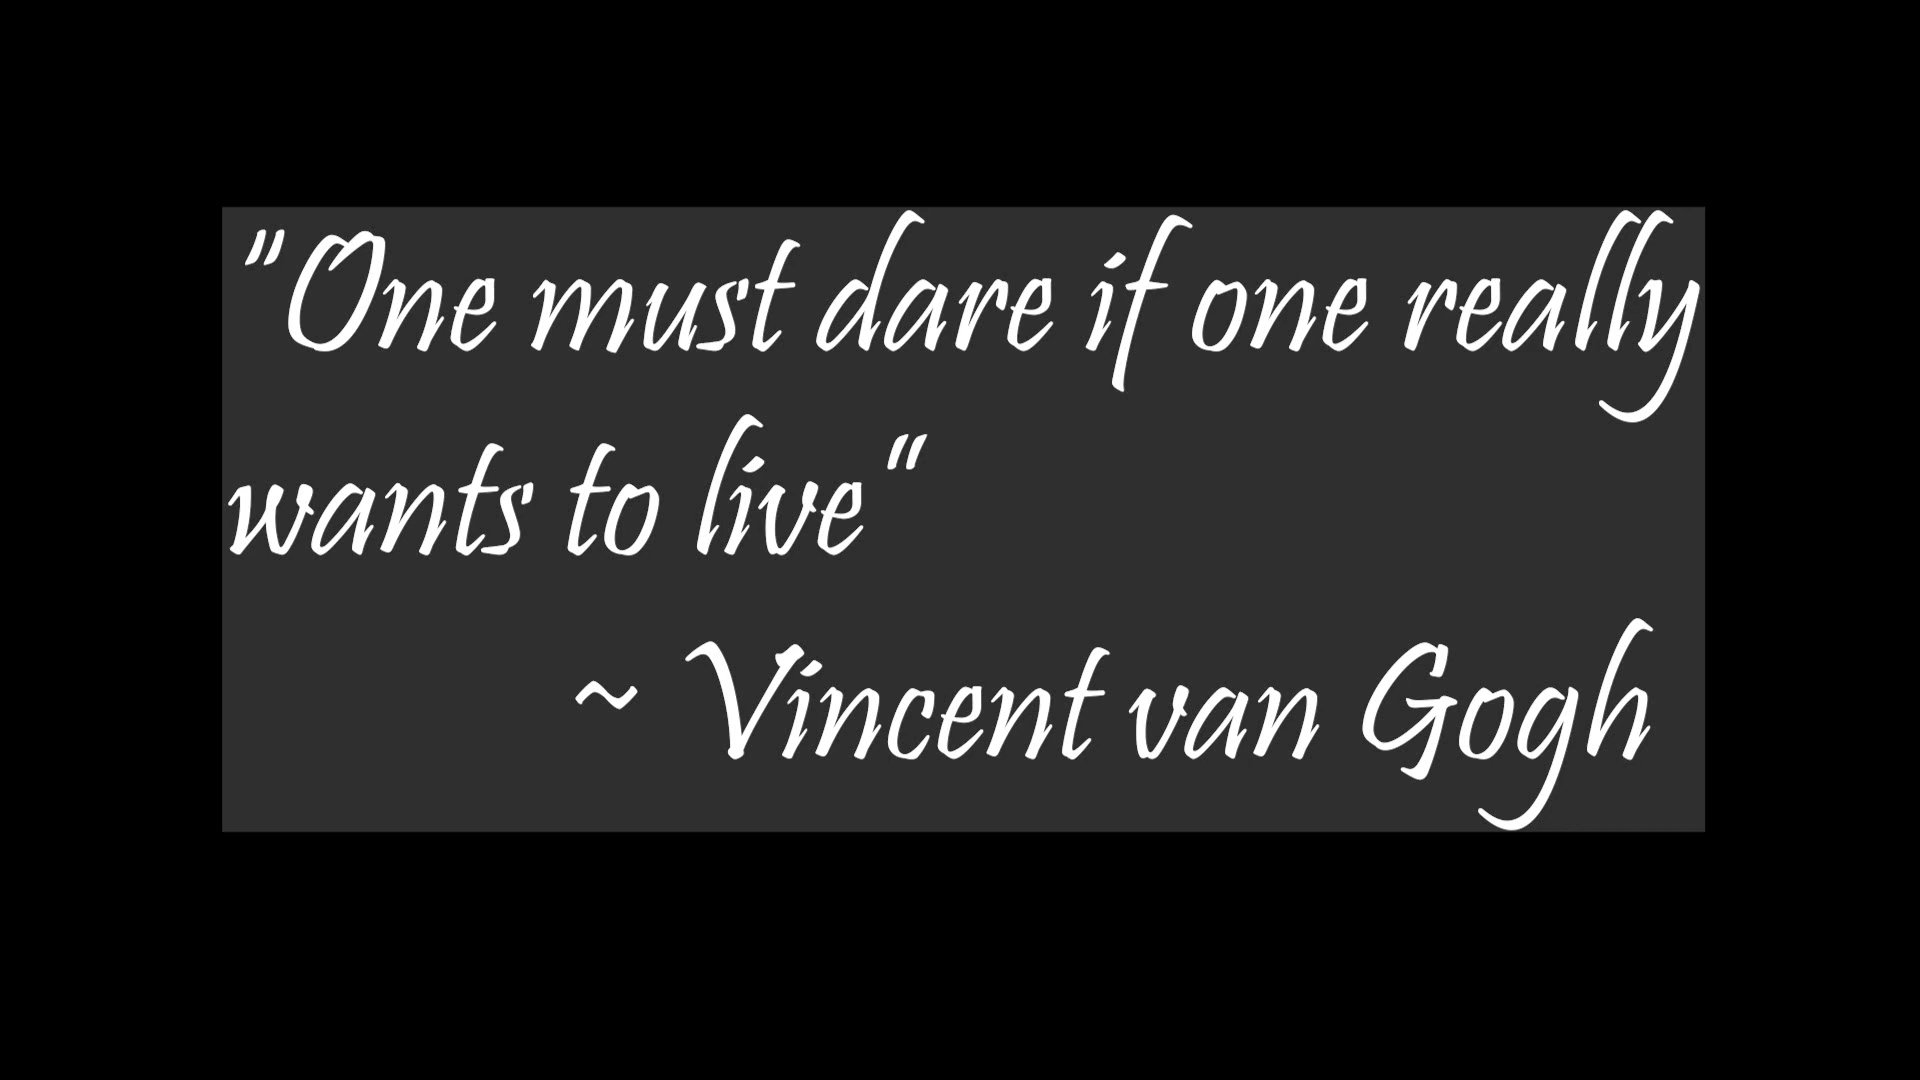 "One must dare if one really
wants to live"
~ Vincent van Gogh